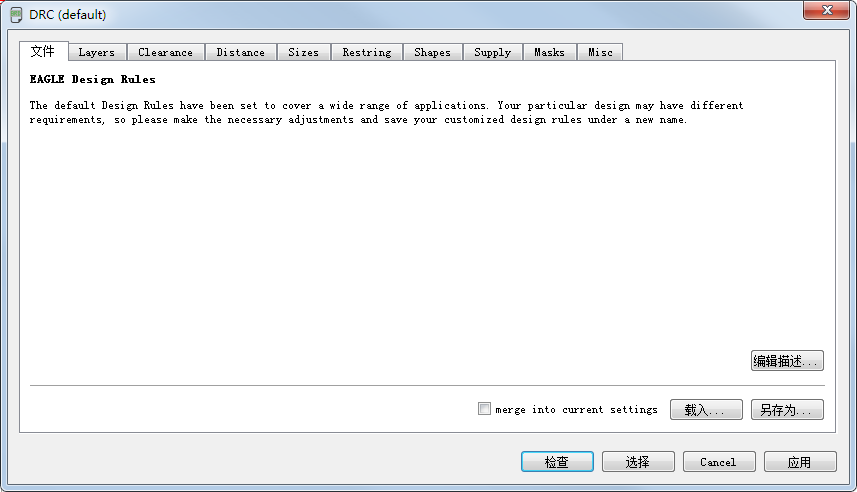 DRC (default)
文件 Layers Clearance Distance Sizes Restring Shapes Supply Masks Misc
EAGLE Design Rules
The default Design Rules have been set to cover a wide range of applications. Your particular design may have different
requirements, so please make the necessary adjustments and save your customized design rules under a new name.
编辑描述...
merge into current settings 载入... 另存为...
检查 选择 Cancel 应用